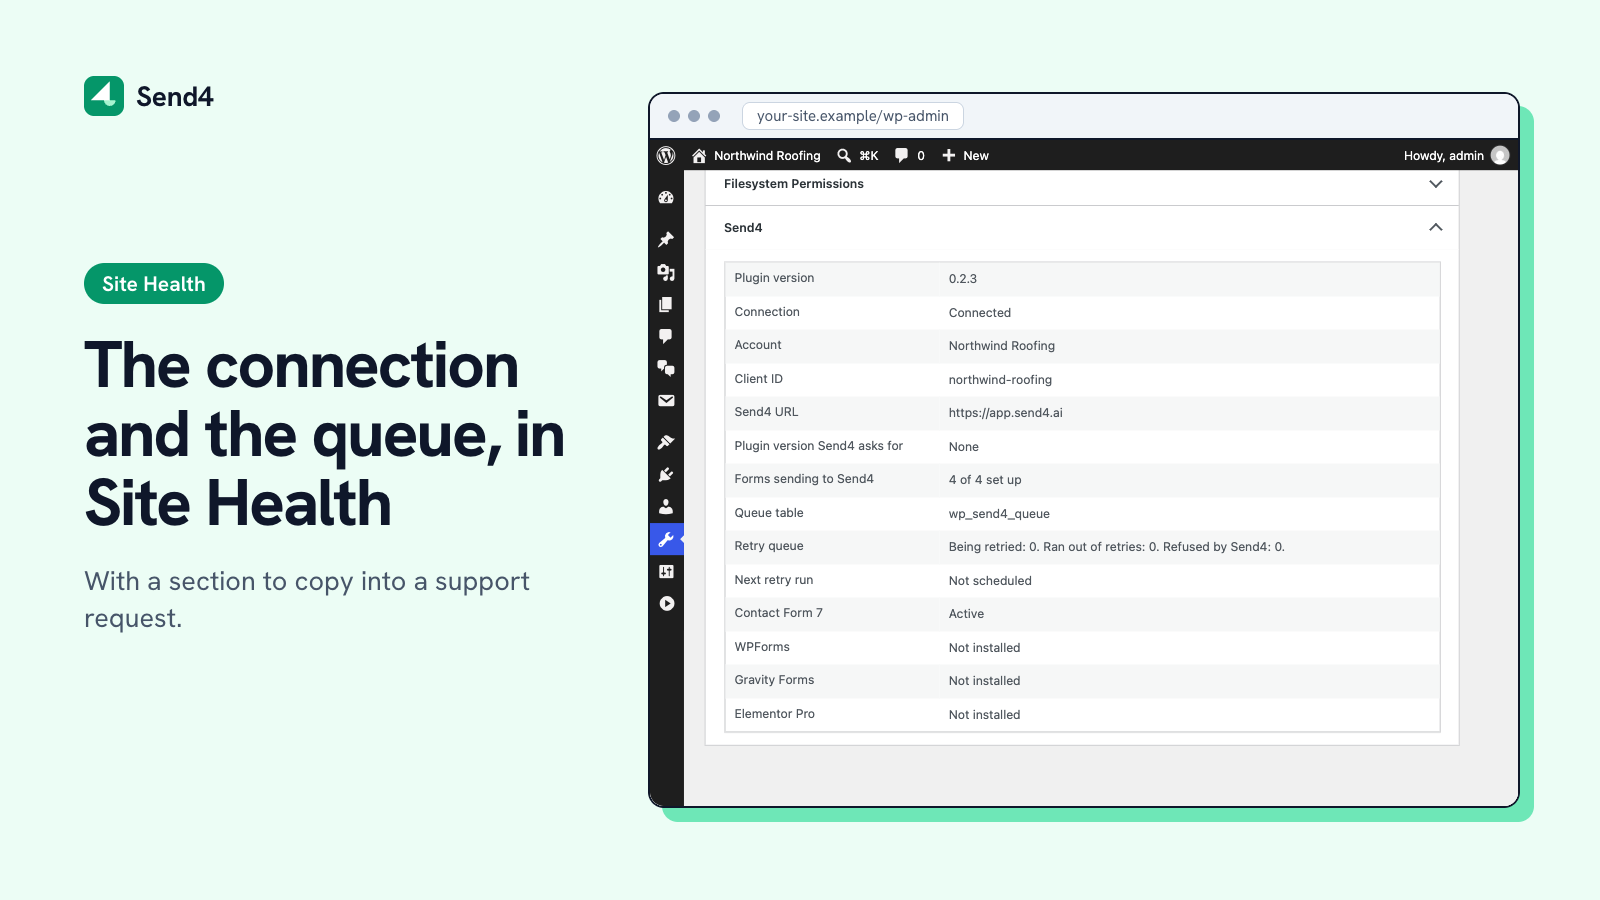 Send4
Site Health
The connection
and the queue, in
Site Health
With a section to copy into a support
request.
your-site.example/wp-admin
Northwind Roofing ⌘K 0 New Howdy, admin
Filesystem Permissions
Send4
Plugin version 0.2.3
Connection Connected
Account Northwind Roofing
Client ID northwind-roofing
Send4 URL https://app.send4.ai
Plugin version Send4 asks for None
Forms sending to Send4 4 of 4 set up
Queue table wp_send4_queue
Retry queue Being retried: 0. Ran out of retries: 0. Refused by Send4: 0.
Next retry run Not scheduled
Contact Form 7 Active
WPForms Not installed
Gravity Forms Not installed
Elementor Pro Not installed